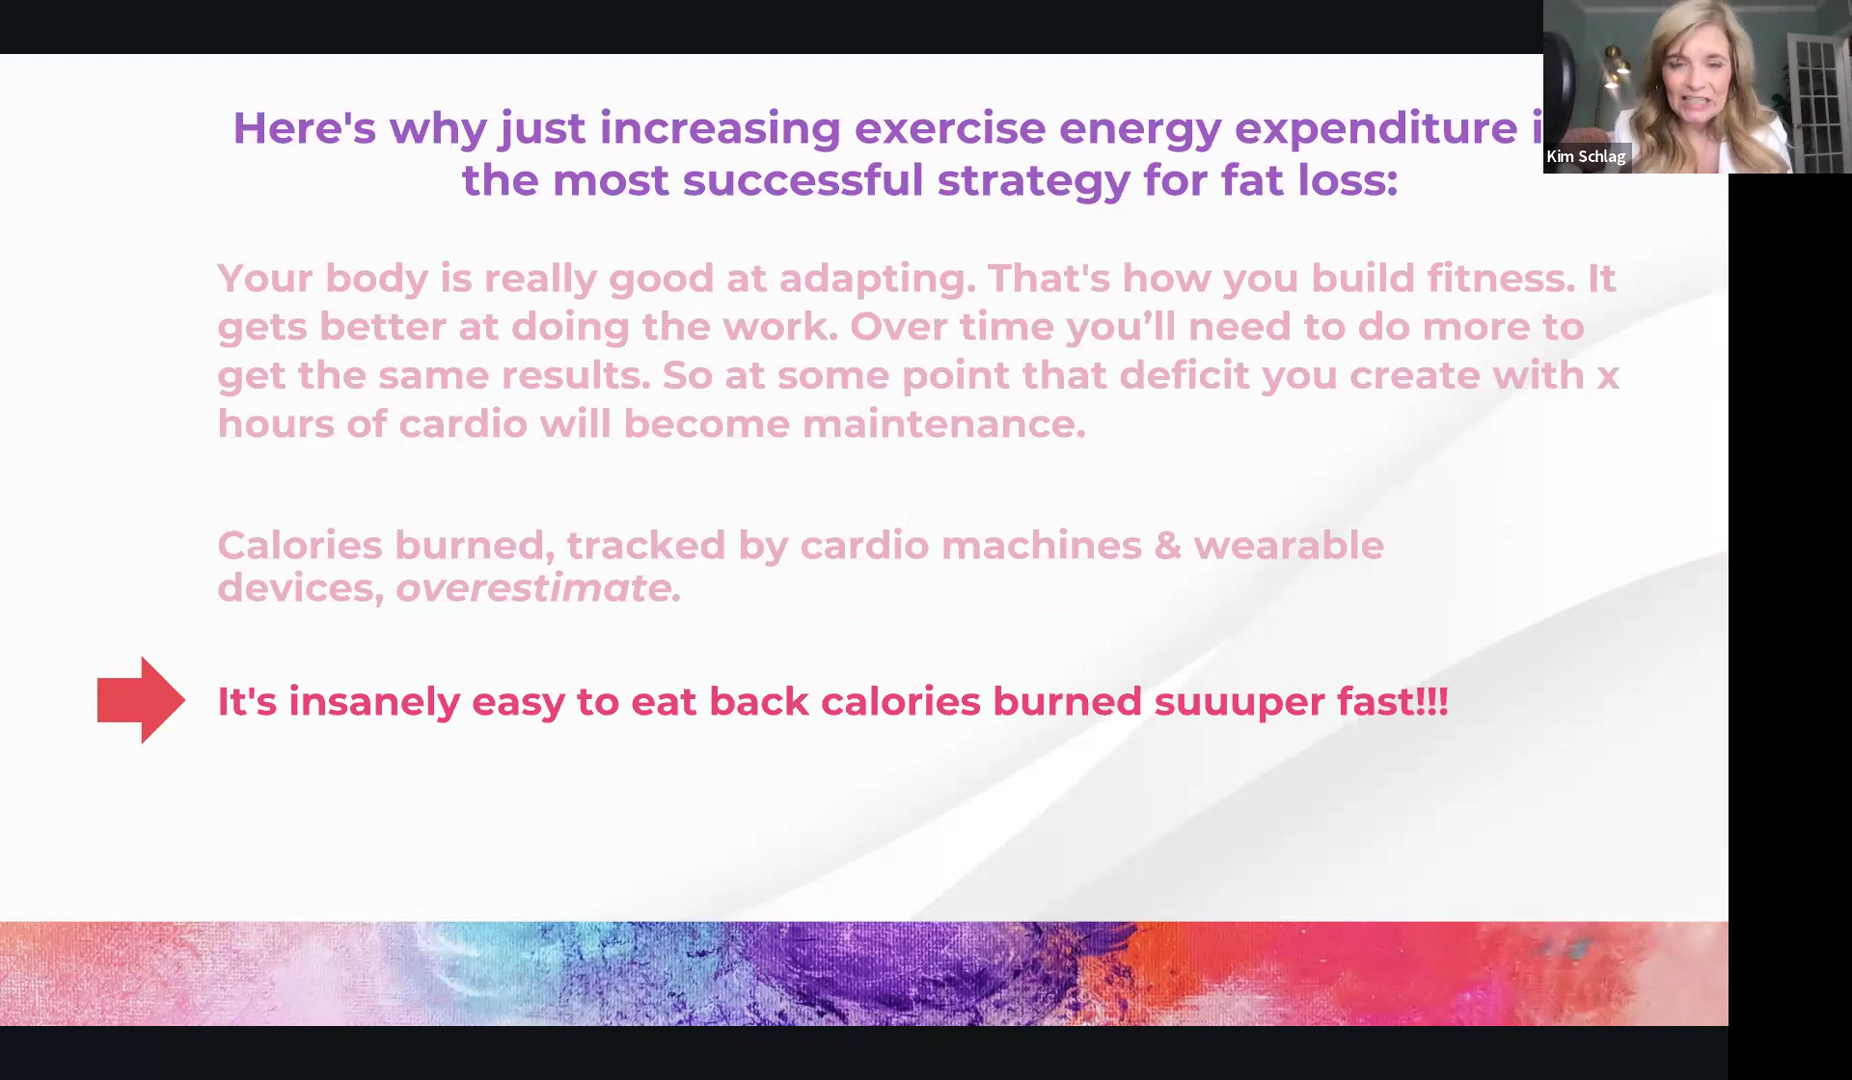 Here's why just increasing exercise energy expenditure i
the most successful strategy for fat loss:
Kim Schlag
Your body is really good at adapting. That's how you build fitness. It
gets better at doing the work. Over time you’ll need to do more to
get the same results. So at some point that deficit you create with x
hours of cardio will become maintenance.
Calories burned, tracked by cardio machines & wearable
devices, overestimate.
It's insanely easy to eat back calories burned suuuper fast!!!